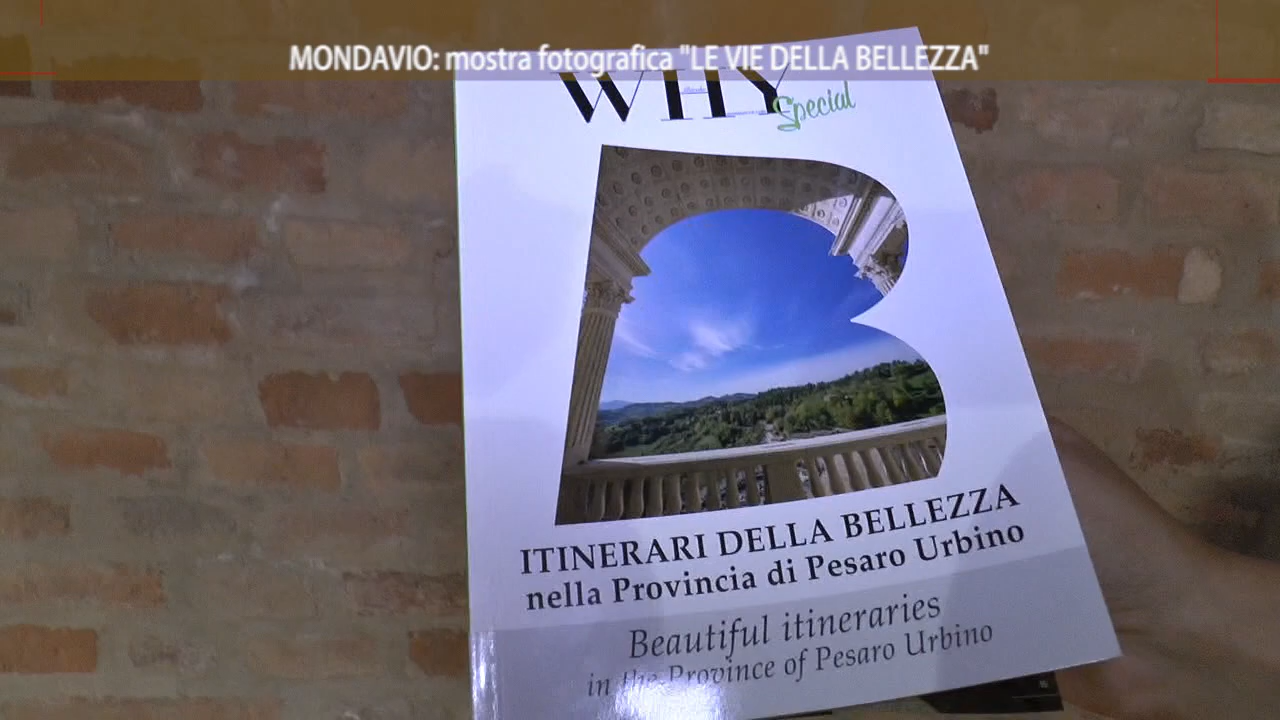 MONDAVIO: mostra fotografica "LE VIE DELLA BELLEZZA"
WHY
Special
ITINERARI DELLA BELLEZZA
nella Provincia di Pesaro Urbino
Beautiful itineraries
in the Province of Pesaro Urbino